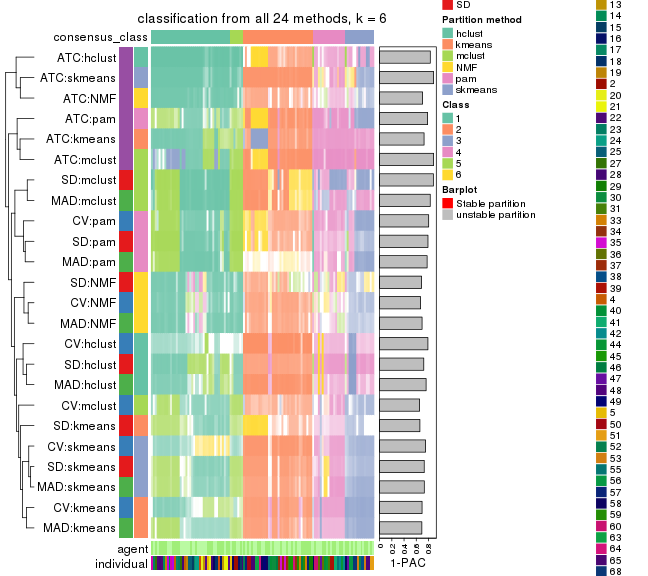 classification from all 24 methods, k = 6
consensus_class
ATC:hclust
ATC:skmeans
ATC:NMF
ATC:pam
ATC:kmeans
ATC:mclust
SD:mclust
MAD:mclust
CV:pam
SD:pam
MAD:pam
SD:NMF
CV:NMF
MAD:NMF
CV:hclust
SD:hclust
MAD:hclust
CV:mclust
SD:kmeans
CV:skmeans
SD:skmeans
MAD:skmeans
CV:kmeans
MAD:kmeans
agent
individual
0
0.2
0.4
0.6
0.8
1-PAC
SD
Partition method
hclust
kmeans
mclust
NMF
pam
skmeans
Class
1
2
3
4
5
6
Barplot
Stable partition
unstable partition
13
14
15
16
17
18
19
2
20
21
22
23
24
25
27
28
29
30
31
33
34
35
36
37
38
39
4
40
41
42
43
44
45
46
47
48
49
5
50
51
52
53
55
56
57
58
59
60
63
64
65
68